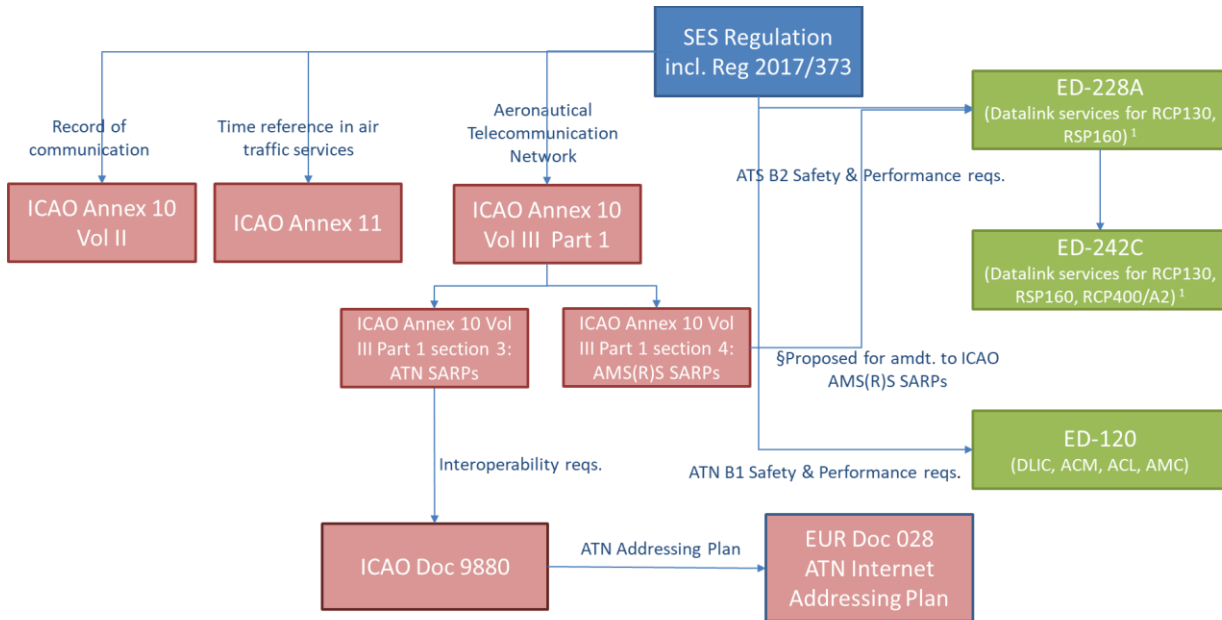 SES Regulation
incl. Reg 2017/373
Record of
communication
Time reference in air
traffic services
Aeronautical
Telecommunication
Network
ED-228A
(Datalink services for RCP130,
RSP160) 1
ICAO Annex 10
Vol II
ICAO Annex 11
ICAO Annex 10
Vol III Part 1
ATS B2 Safety & Performance reqs.
ED-242C
(Datalink services for RCP130,
RSP160, RCP400/A2) 1
ICAO Annex 10 Vol
III Part 1 section 3:
ATN SARPs
ICAO Annex 10 Vol
III Part 1 section 4:
AMS(R)S SARPs
§Proposed for amdt. to ICAO
AMS(R)S SARPs
ED-120
(DLIC, ACM, ACL, AMC)
Interoperability reqs.
ATN B1 Safety & Performance reqs.
ICAO Doc 9880
ATN Addressing Plan
EUR Doc 028
ATN Internet
Addressing Plan